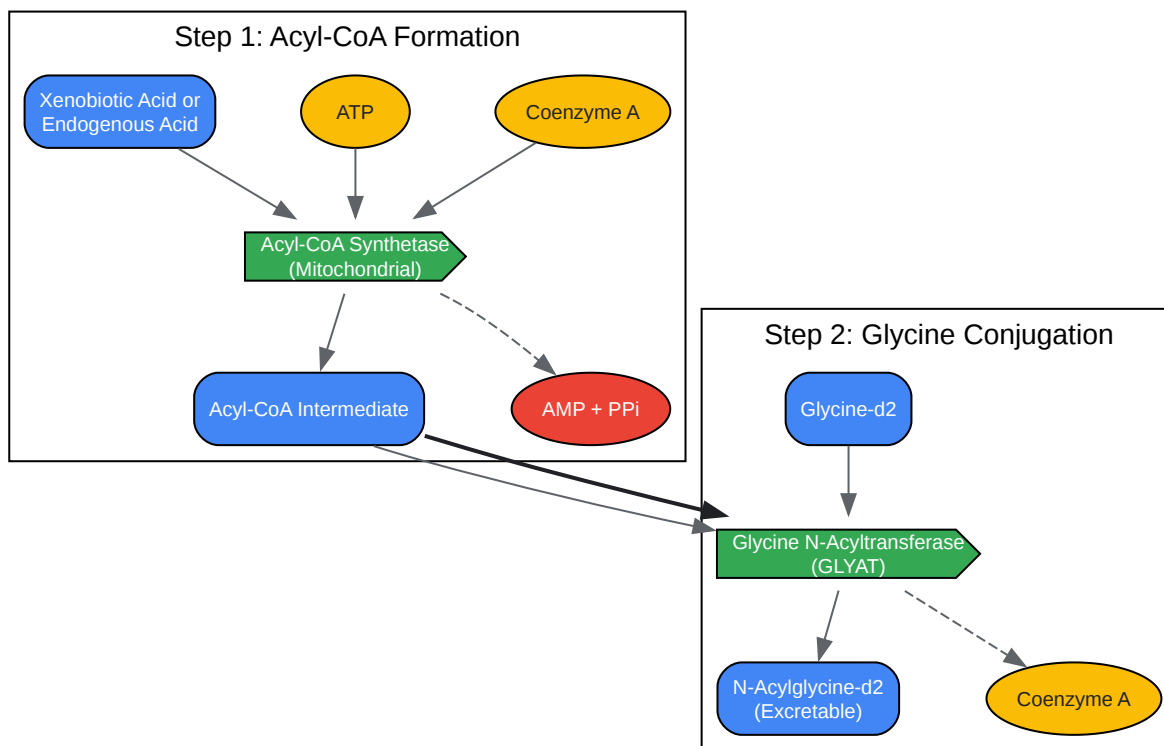 Step 1: Acyl-CoA Formation
Xenobiotic Acid or
Endogenous Acid
ATP
Coenzyme A
Acyl-CoA Synthetase
(Mitochondrial)
Acyl-CoA Intermediate
AMP + PPi
Step 2: Glycine Conjugation
Glycine-d2
Glycine N-Acyltransferase
(GLYAT)
N-Acylglycine-d2
(Excretable)
Coenzyme A